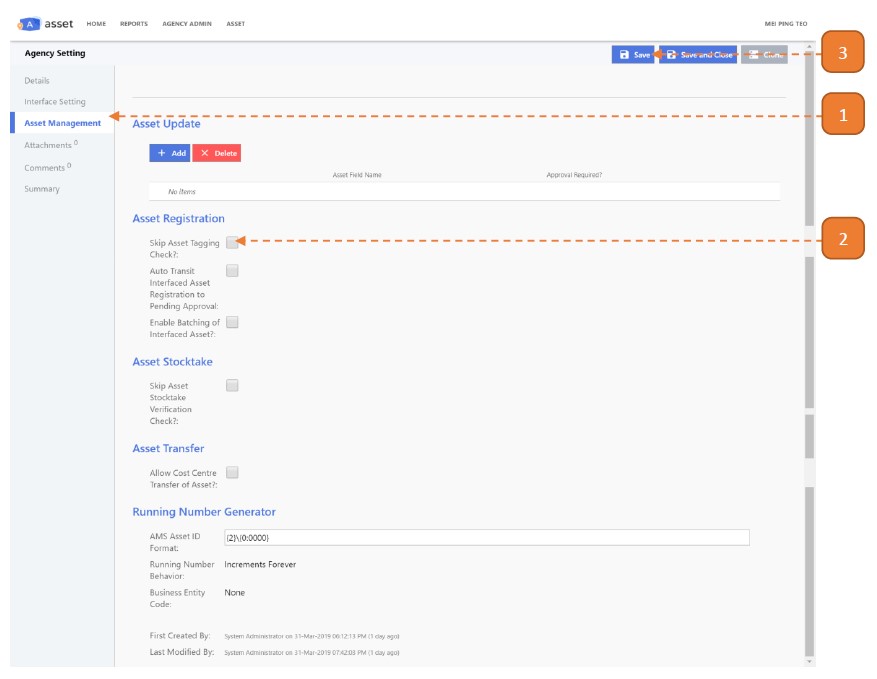 A asset HOME REPORTS AGENCY ADMIN ASSET MEI PING TEO
Agency Setting Save Save and Close Clone 3
Details
Interface Setting
Asset Management 1
Attachments 0
Comments 0
Summary
Asset Update
+ Add X Delete
Asset Field Name Approval Required?
No Items
Asset Registration
Skip Asset Tagging 2
Check?:
Auto Transit
Interfaced Asset
Registration to
Pending Approval:
Enable Batching of
Interfaced Asset?:
Asset Stocktake
Skip Asset
Stocktake
Verification
Check?:
Asset Transfer
Allow Cost Centre
Transfer of Asset?:
Running Number Generator
AMS Asset ID {2}\{0:0000}
Format:
Running Number Increments Forever
Behavior:
Business Entity None
Code:
First Created By: System Administrator on 31-Mar-2019 06:12:13 PM (1 day ago)
Last Modified By: System Administrator on 31-Mar-2019 07:42:03 PM (1 day ago)